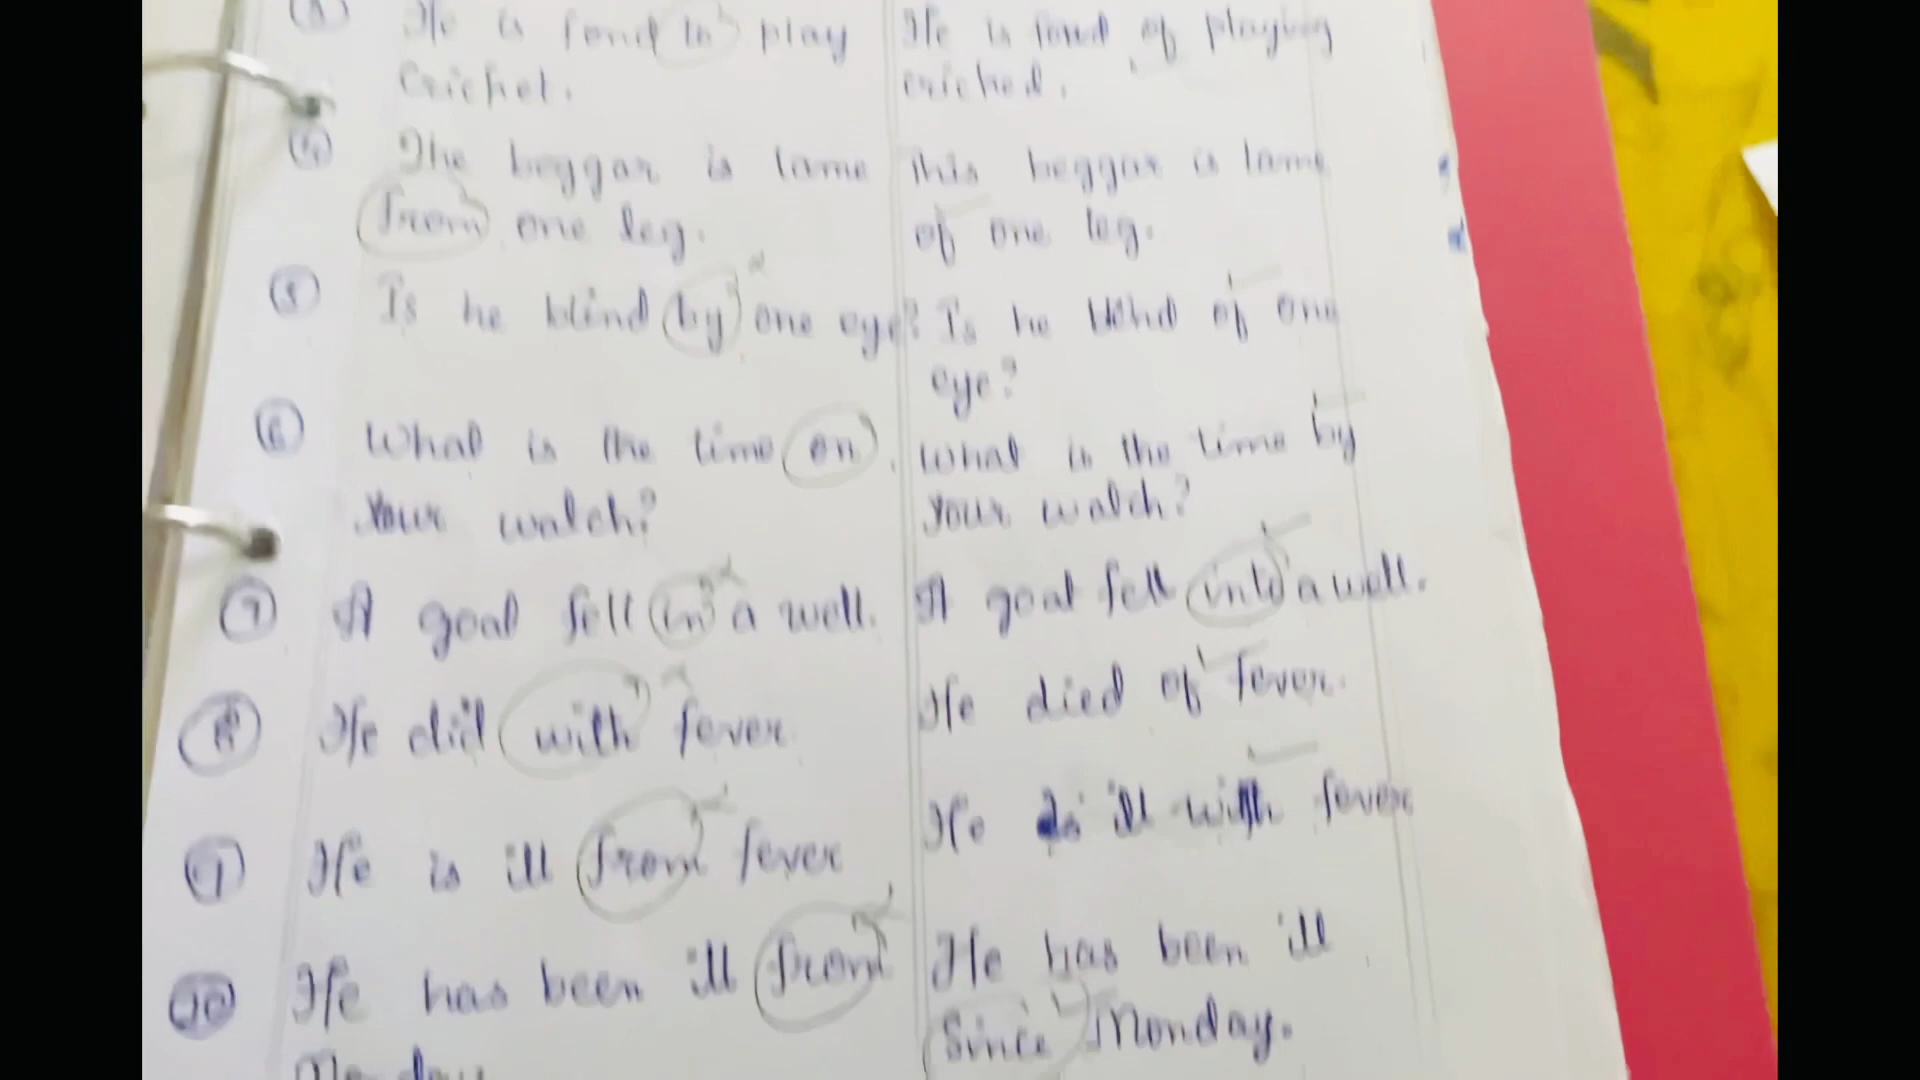 ③ He is fond to play
cricket.
He is fond of playing
criched.
④ The beggar is lame
from one leg.
This beggar is lame
of one leg.
⑤ Is he blind by one eye?
Is he blind of one
eye?
⑥ What is the time on
Your watch?
What is the time by
Your watch?
⑦ A goat fell in a well.
A goat fell into a well.
⑧ He did with fever
He died of fever.
⑨ He is ill from fever
He is ill with fever
⑩ He has been ill from
Monday
He has been ill
Since Monday.